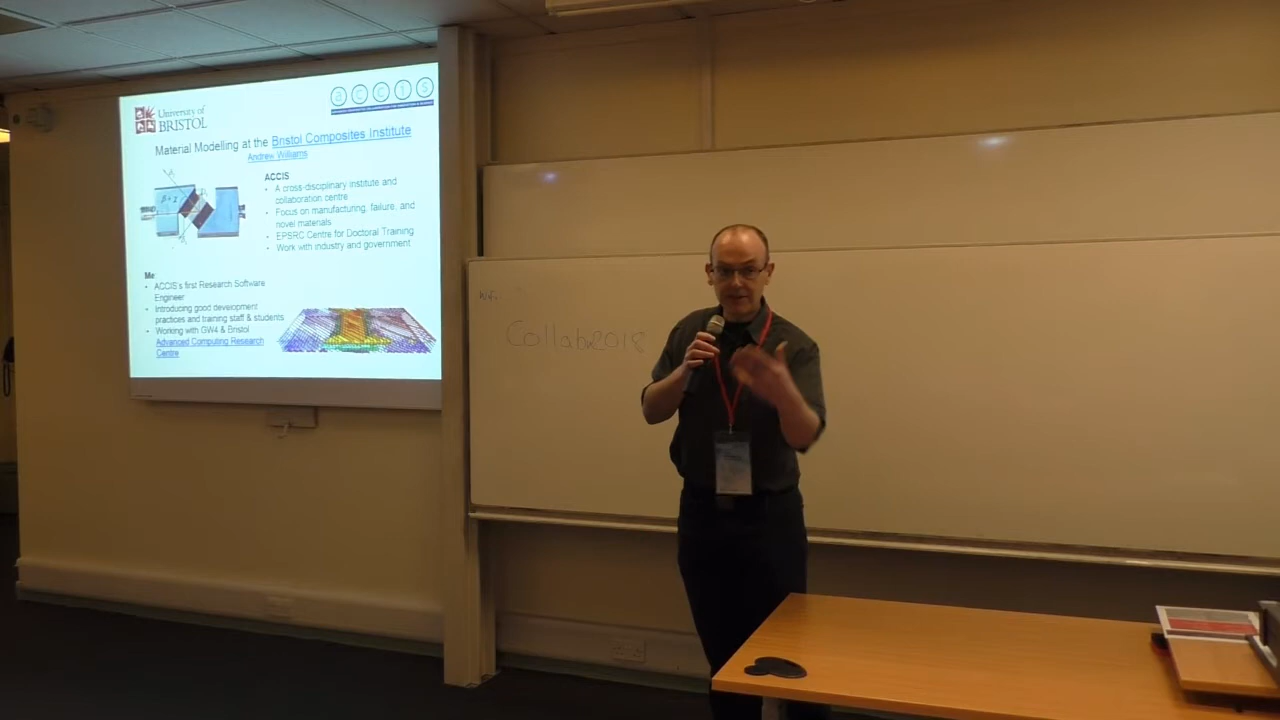 University of
BRISTOL
accis
Material Modelling at the Bristol Composites Institute
Andrew Williams
ACCIS
• A cross-disciplinary institute and
collaboration centre
• Focus on manufacturing, failure, and
novel materials
• EPSRC Centre for Doctoral Training
• Work with industry and government
Me
• ACCIS's first Research Software
Engineer
• Introducing good development
practices and training staff & students
• Working with GW4 & Bristol
Advanced Computing Research
Centre
Collab2018